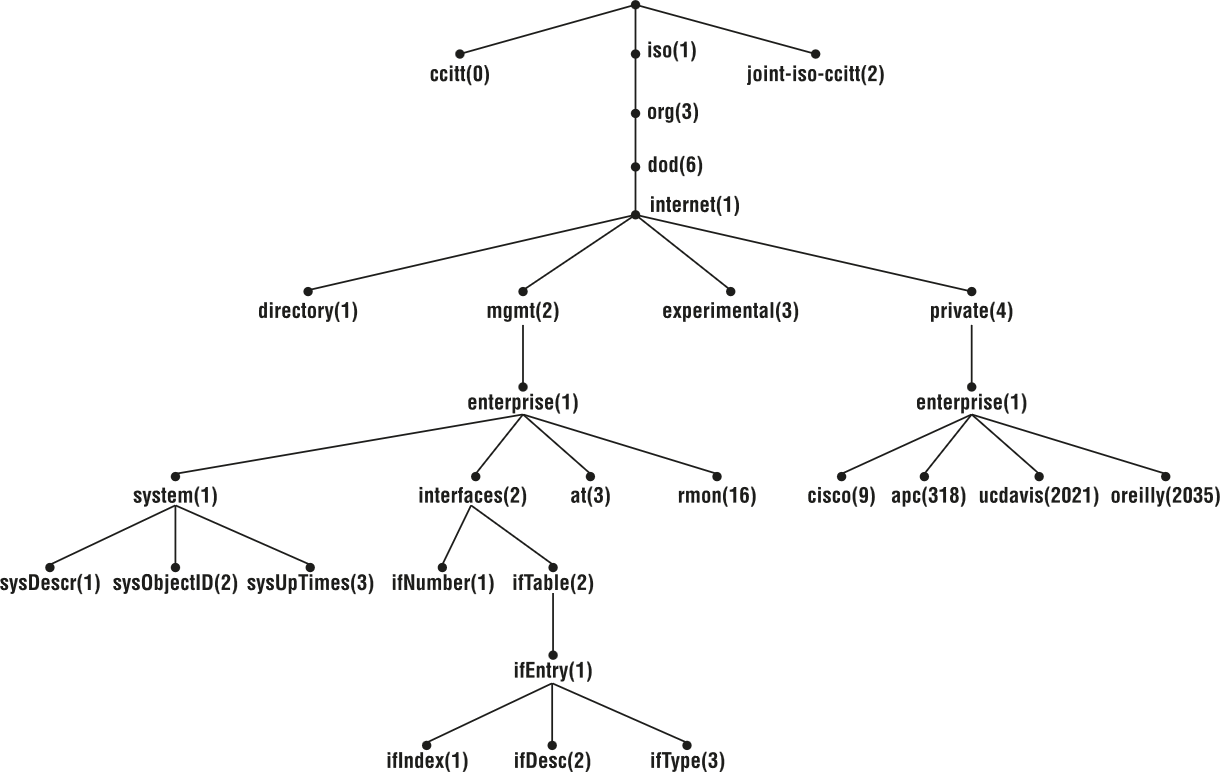 iso(1)
ccitt(0)
joint-iso-ccitt(2)
org(3)
dod(6)
internet(1)
directory(1)
mgmt(2)
experimental(3)
private(4)
enterprise(1)
enterprise(1)
system(1)
interfaces(2)
at(3)
rmon(16)
cisco(9)
apc(318)
ucdavis(2021)
oreilly(2035)
sysDescr(1)
sysObjectID(2)
sysUpTimes(3)
ifNumber(1)
ifTable(2)
ifEntry(1)
ifIndex(1)
ifDesc(2)
ifType(3)